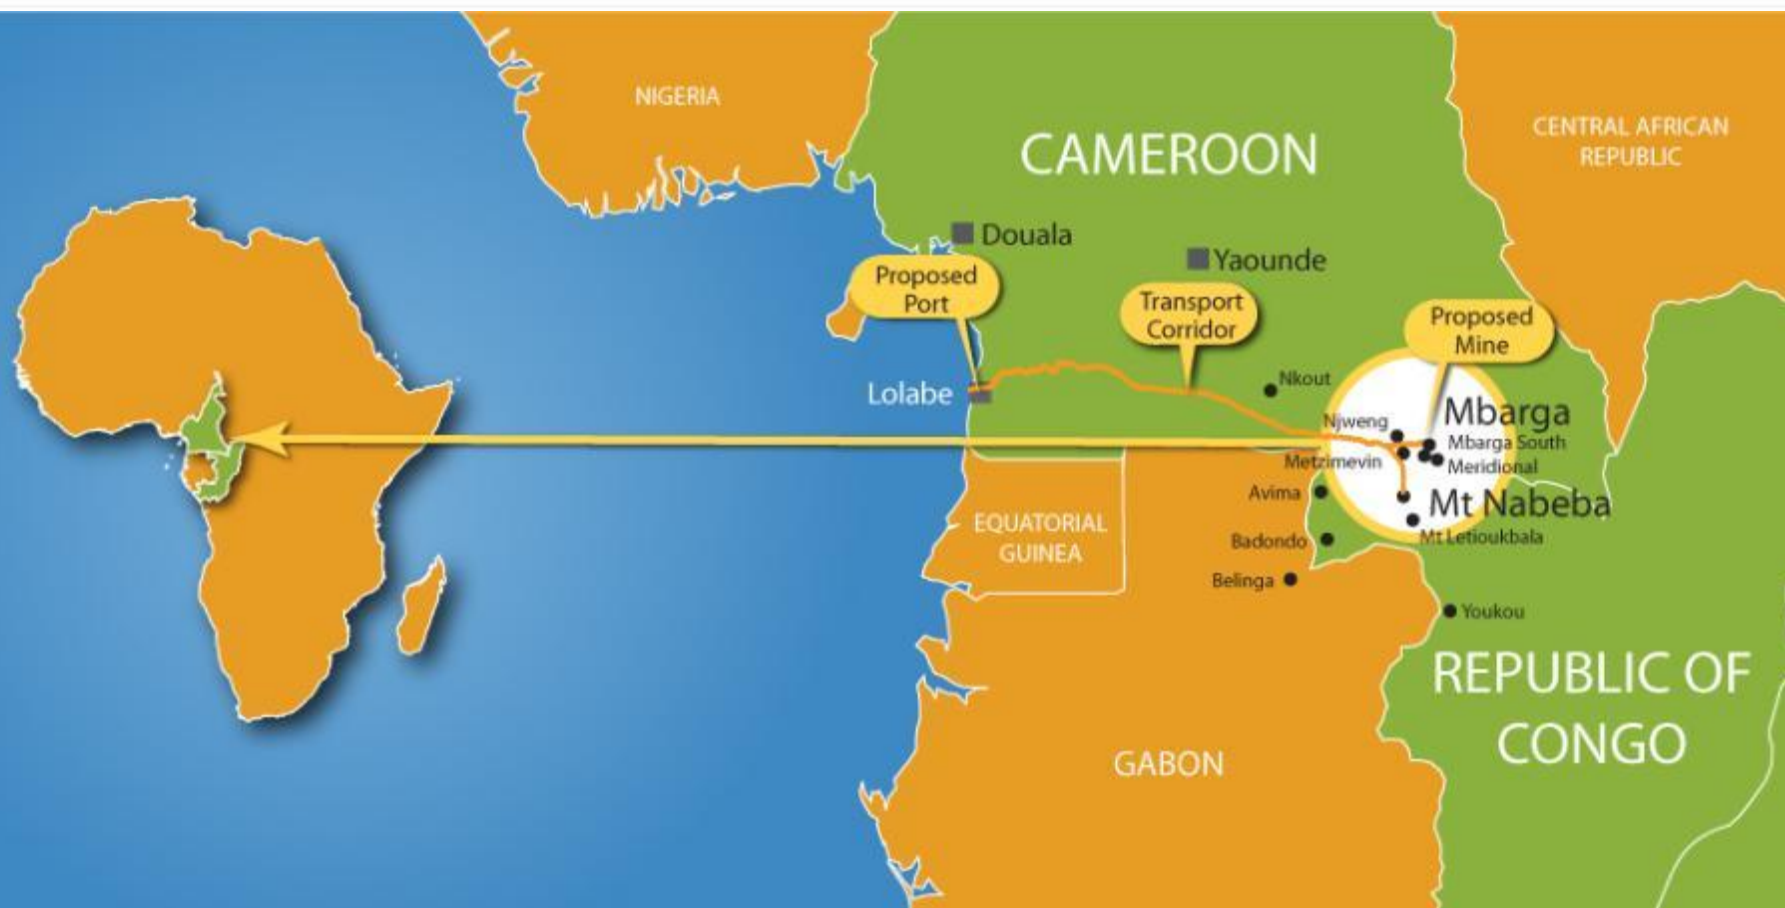 NIGERIA
CAMEROON
CENTRAL AFRICAN
REPUBLIC
Douala
Yaounde
Proposed
Port
Transport
Corridor
Proposed
Mine
Lolabe
Nkout
Mbarga
Njweng
Mbarga South
Metzimevin
Meridional
Avima
Mt Nabeba
EQUATORIAL
GUINEA
Badondo
Mt Letioukbala
Belinga
Youkou
REPUBLIC OF
CONGO
GABON